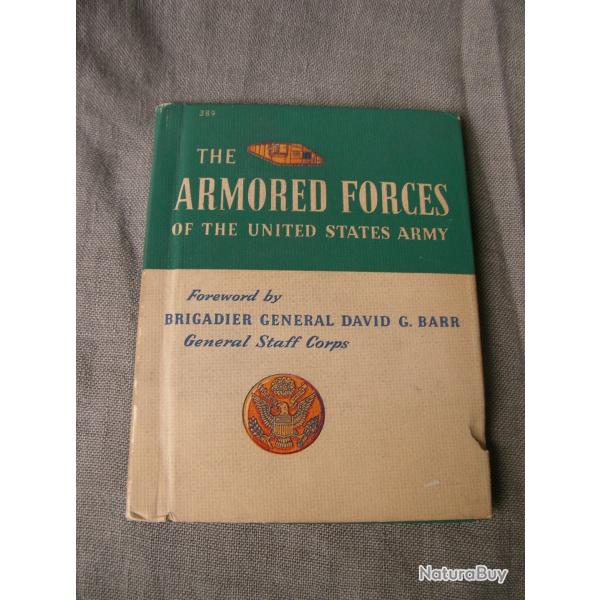 389
THE
ARMORED FORCES
OF THE UNITED STATES ARMY
Foreword by
BRIGADIER GENERAL DAVID G. BARR
General Staff Corps
NaturaBuy